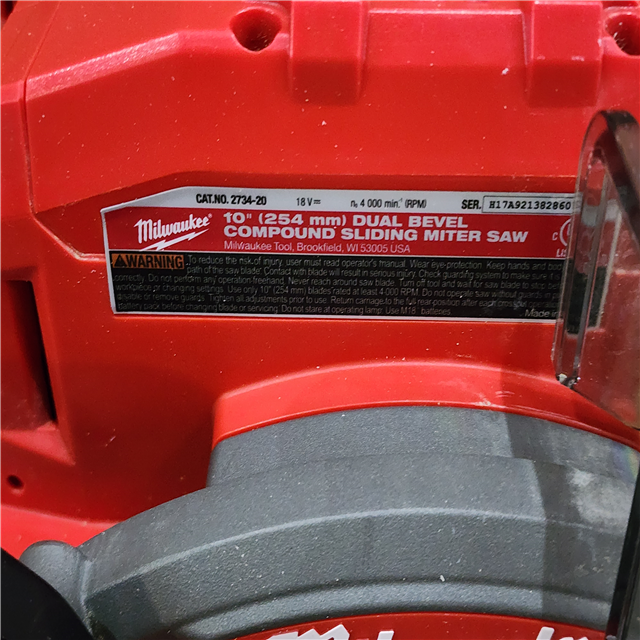 CAT.NO. 2734-20 18 V⎓ n₀ 4 000 min.⁻¹ (RPM) SER. H17A921382860
Milwaukee
10" (254 mm) DUAL BEVEL
COMPOUND SLIDING MITER SAW
Milwaukee Tool, Brookfield, WI 53005 USA
WARNING To reduce the risk of injury, user must read operator's manual. Wear eye protection. Keep hands and body
path of the saw blade. Contact with blade will result in serious injury. Check guarding system to make
correctly. Do not perform any operation freehand. Never reach around saw blade. Turn off tool and wait for saw blade to stop
workpiece or changing settings. Use only 10" (254 mm) blades rated at least 4 000 RPM. Do not operate saw without
or remove guards. Tighten all adjustments prior to use. Return carriage to the full rear position after each
battery pack before changing blade or servicing. Do not stare at operating lamp. Use M18 batteries. Made in